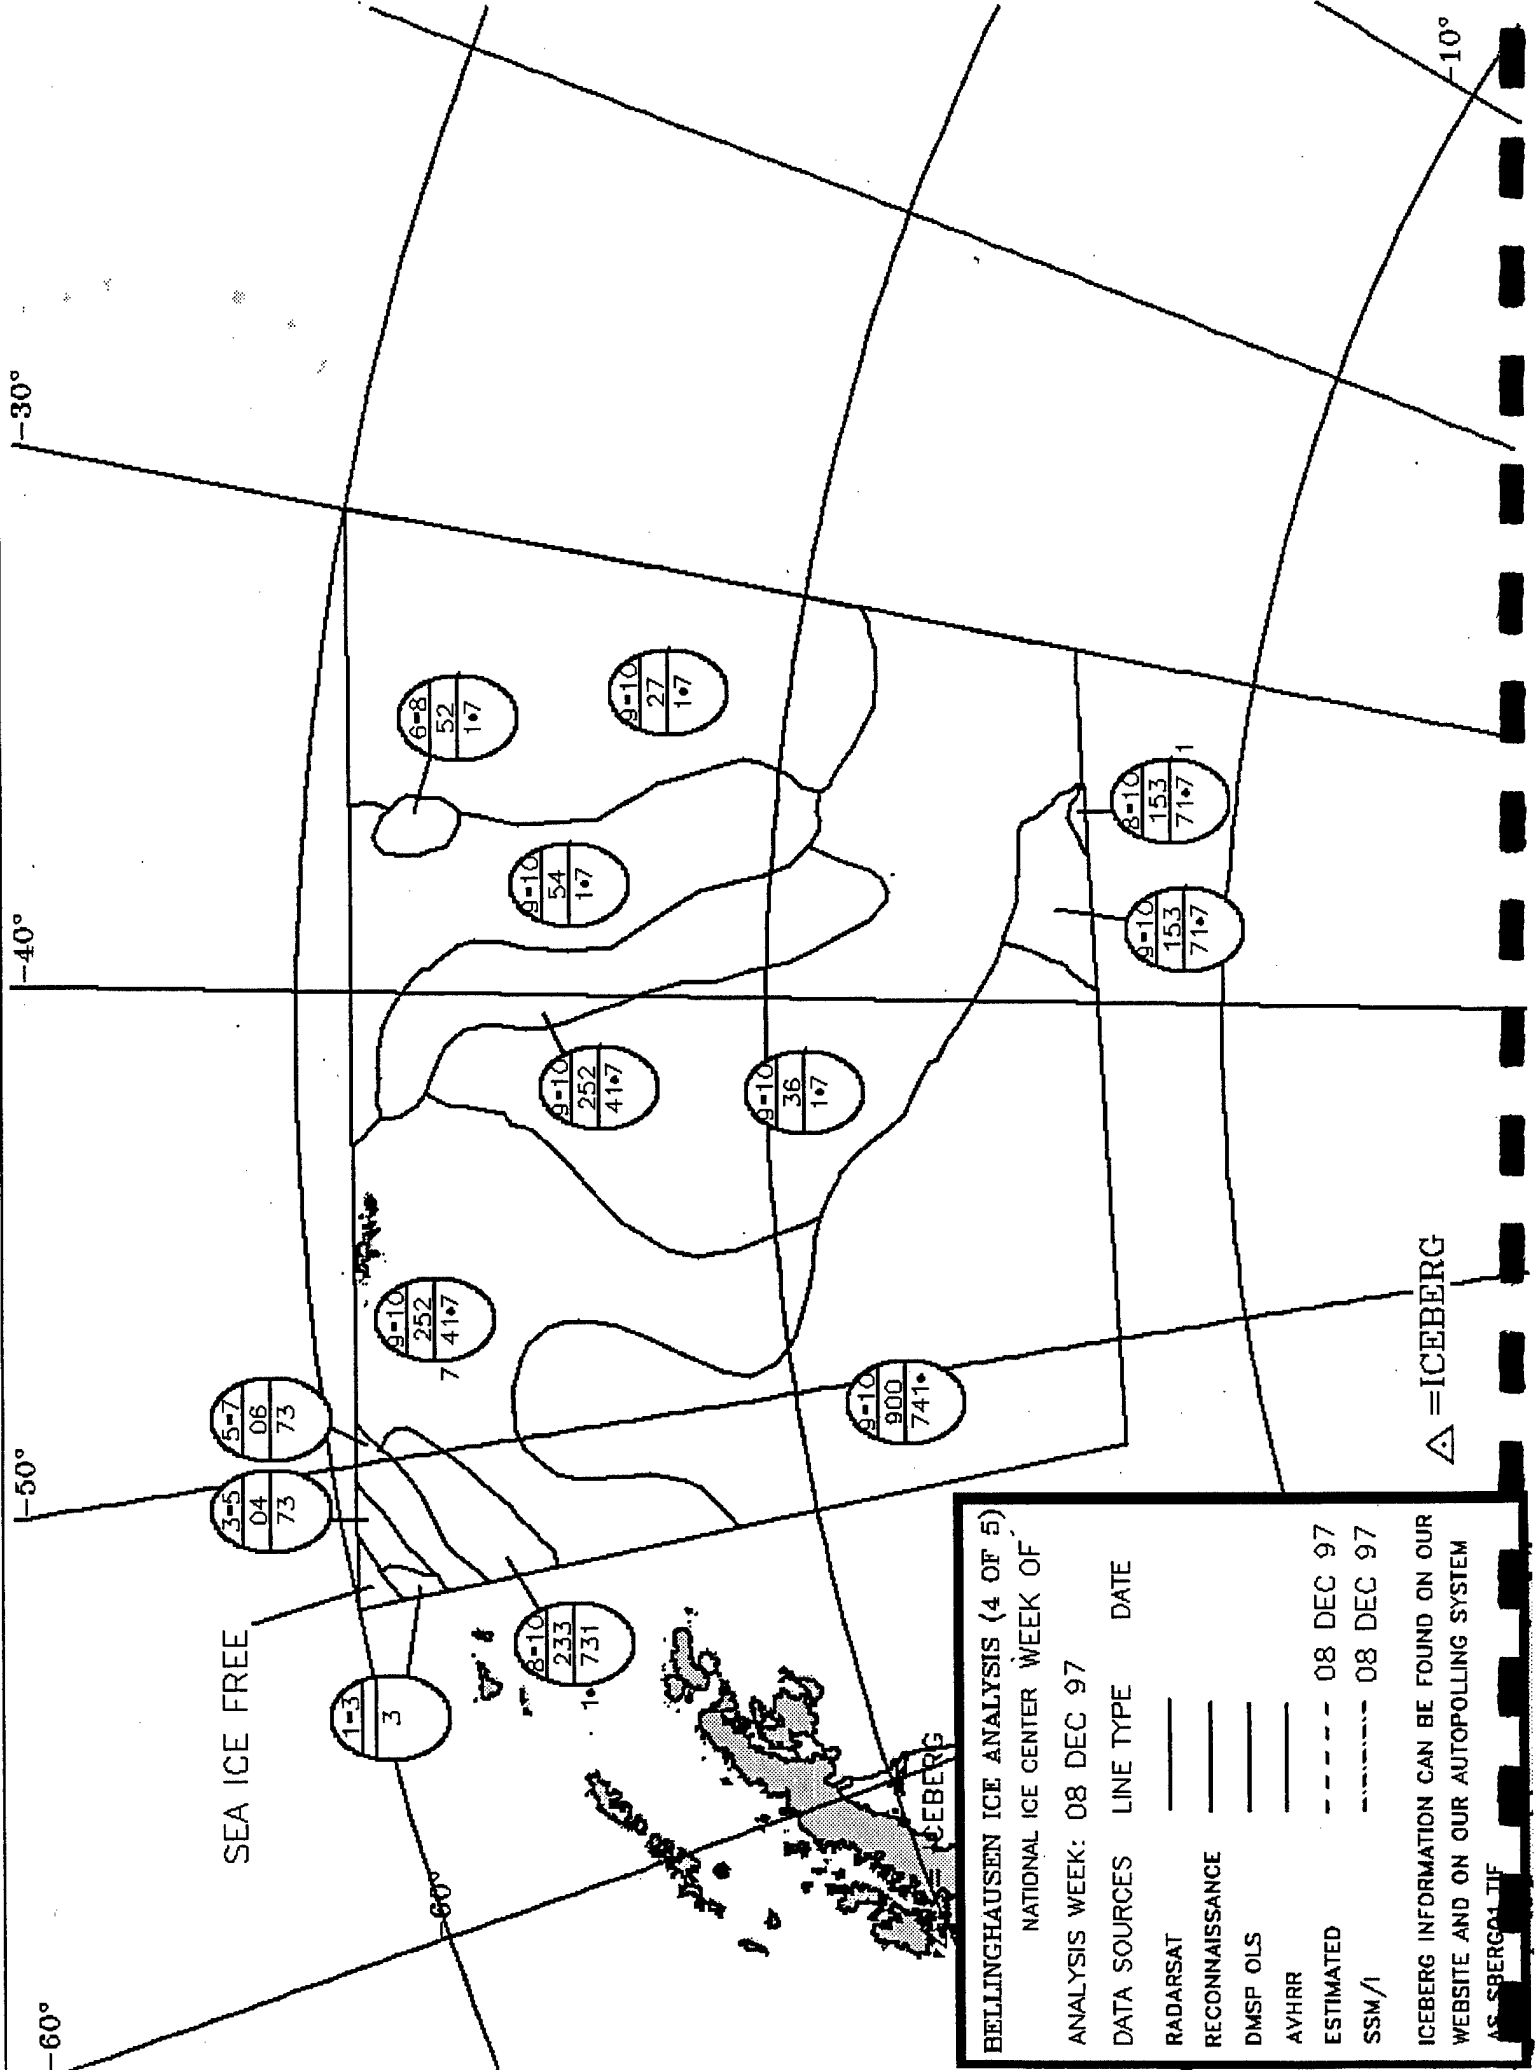 -60°
-50°
-40°
-30°
-10°
60°
SEA ICE FREE
1-3
3
3-5
04
73
5-7
06
73
8-10
233
731
1•
9-10
252
41•7
7
9-10
252
41•7
9-10
36
1•7
9-10
54
1•7
6-8
52
1•7
9-10
27
1•7
9-10
900
741•
9-10
153
71•7
8-10
153
71•7
1
=ICEBERG
BELLINGHAUSEN ICE ANALYSIS (4 OF 5)
NATIONAL ICE CENTER WEEK OF
ANALYSIS WEEK: 08 DEC 97
DATA SOURCES LINE TYPE DATE
RADARSAT
RECONNAISSANCE
DMSP OLS
AVHRR
ESTIMATED 08 DEC 97
SSM/I 08 DEC 97
ICEBERG INFORMATION CAN BE FOUND ON OUR
WEBSITE AND ON OUR AUTOPOLLING SYSTEM
AS SBERG01.TIF
=ICEBERG